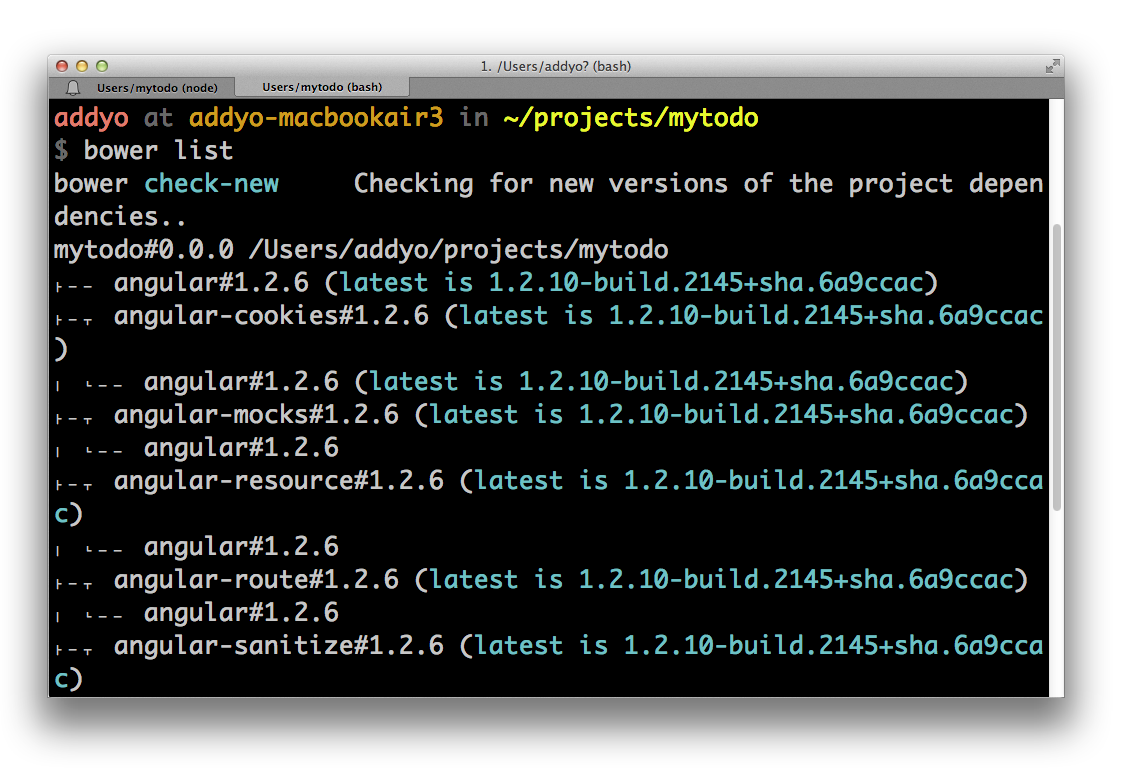 1. /Users/addyo? (bash)
Users/mytodo (node) Users/mytodo (bash)
addyo at addyo-macbookair3 in ~/projects/mytodo
$ bower list
bower check-new     Checking for new versions of the project depen
dencies..
mytodo#0.0.0 /Users/addyo/projects/mytodo
├── angular#1.2.6 (latest is 1.2.10-build.2145+sha.6a9ccac)
├─┬ angular-cookies#1.2.6 (latest is 1.2.10-build.2145+sha.6a9ccac
)
│ └── angular#1.2.6 (latest is 1.2.10-build.2145+sha.6a9ccac)
├─┬ angular-mocks#1.2.6 (latest is 1.2.10-build.2145+sha.6a9ccac)
│ └── angular#1.2.6
├─┬ angular-resource#1.2.6 (latest is 1.2.10-build.2145+sha.6a9cca
c)
│ └── angular#1.2.6
├─┬ angular-route#1.2.6 (latest is 1.2.10-build.2145+sha.6a9ccac)
│ └── angular#1.2.6
├─┬ angular-sanitize#1.2.6 (latest is 1.2.10-build.2145+sha.6a9cca
c)